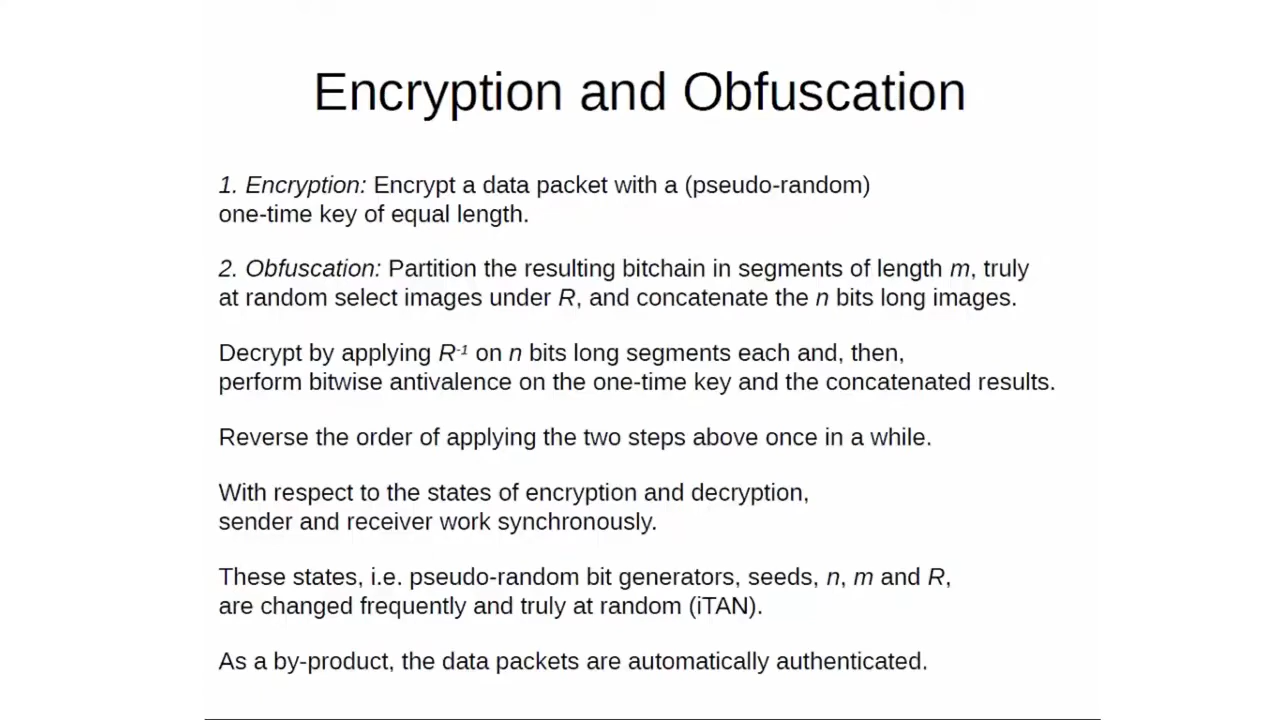 Encryption and Obfuscation
1. Encryption: Encrypt a data packet with a (pseudo-random)
one-time key of equal length.
2. Obfuscation: Partition the resulting bitchain in segments of length m, truly
at random select images under R, and concatenate the n bits long images.
Decrypt by applying R-1 on n bits long segments each and, then,
perform bitwise antivalence on the one-time key and the concatenated results.
Reverse the order of applying the two steps above once in a while.
With respect to the states of encryption and decryption,
sender and receiver work synchronously.
These states, i.e. pseudo-random bit generators, seeds, n, m and R,
are changed frequently and truly at random (iTAN).
As a by-product, the data packets are automatically authenticated.